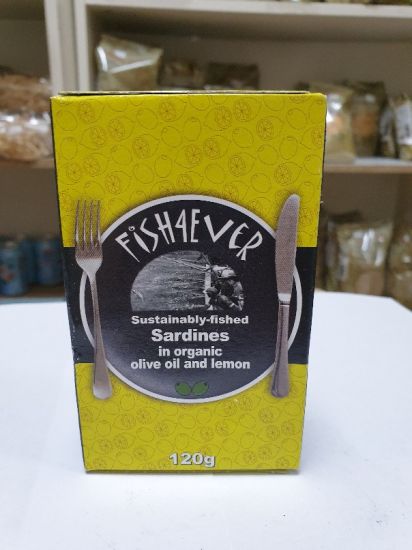 FISH4EVER
Sustainably-fished
Sardines
in organic
olive oil and lemon
120g